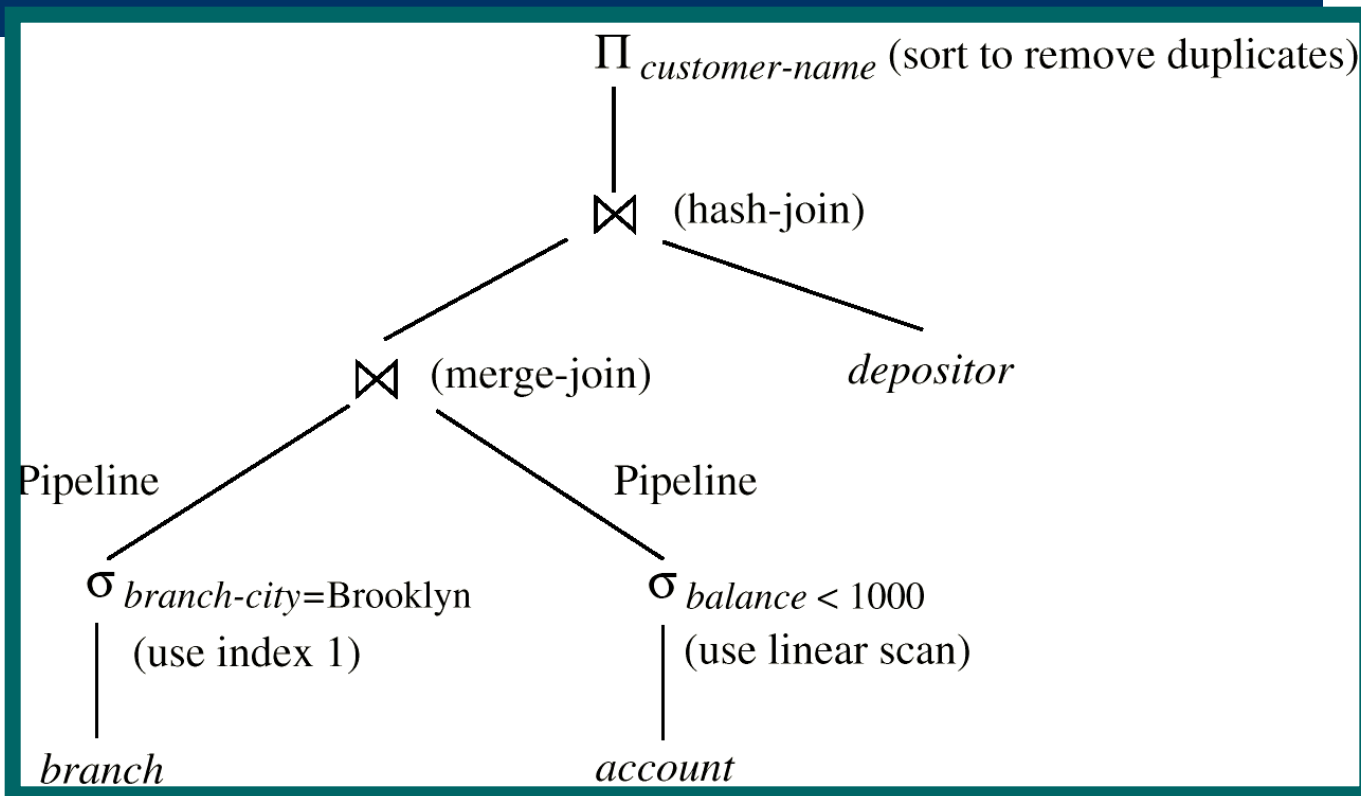 Π customer-name (sort to remove duplicates)
⋈ (hash-join)
⋈ (merge-join)
depositor
Pipeline
Pipeline
σ branch-city=Brooklyn
(use index 1)
σ balance < 1000
(use linear scan)
branch
account